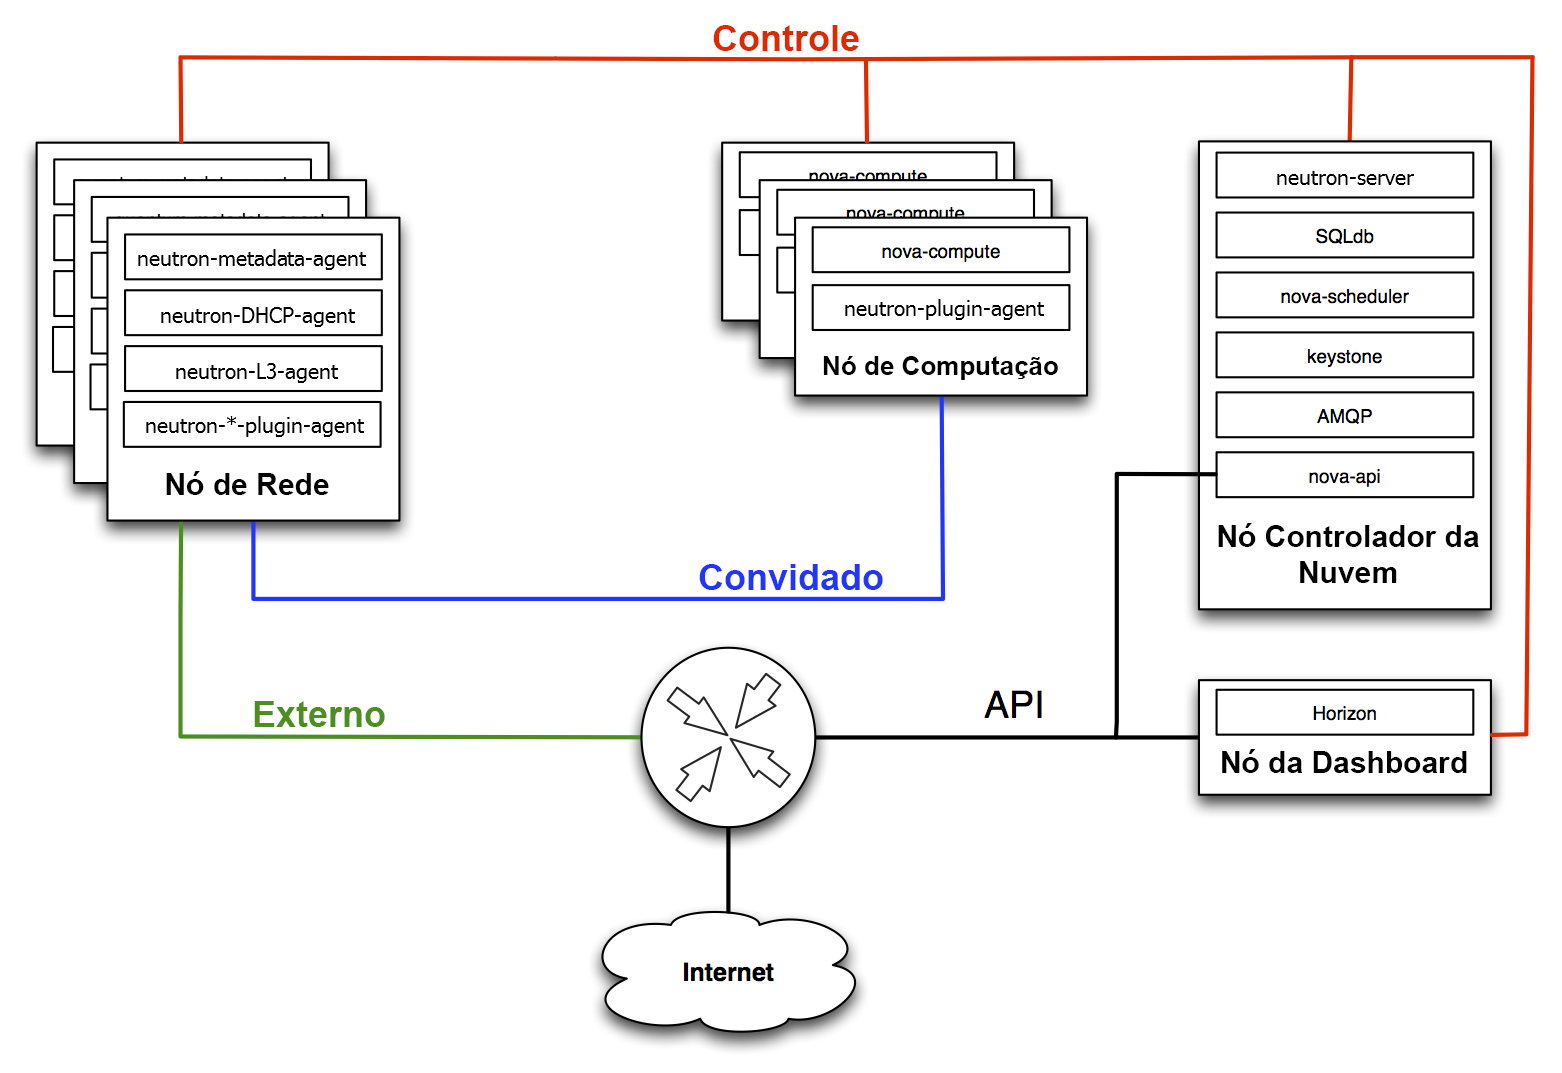 Controle
neutron-metadata-agent
neutron-DHCP-agent
neutron-L3-agent
neutron-*-plugin-agent
Nó de Rede
nova-compute
nova-compute
nova-compute
neutron-plugin-agent
Nó de Computação
neutron-server
SQLdb
nova-scheduler
keystone
AMQP
nova-api
Nó Controlador da
Nuvem
Convidado
Externo
API
Horizon
Nó da Dashboard
Internet